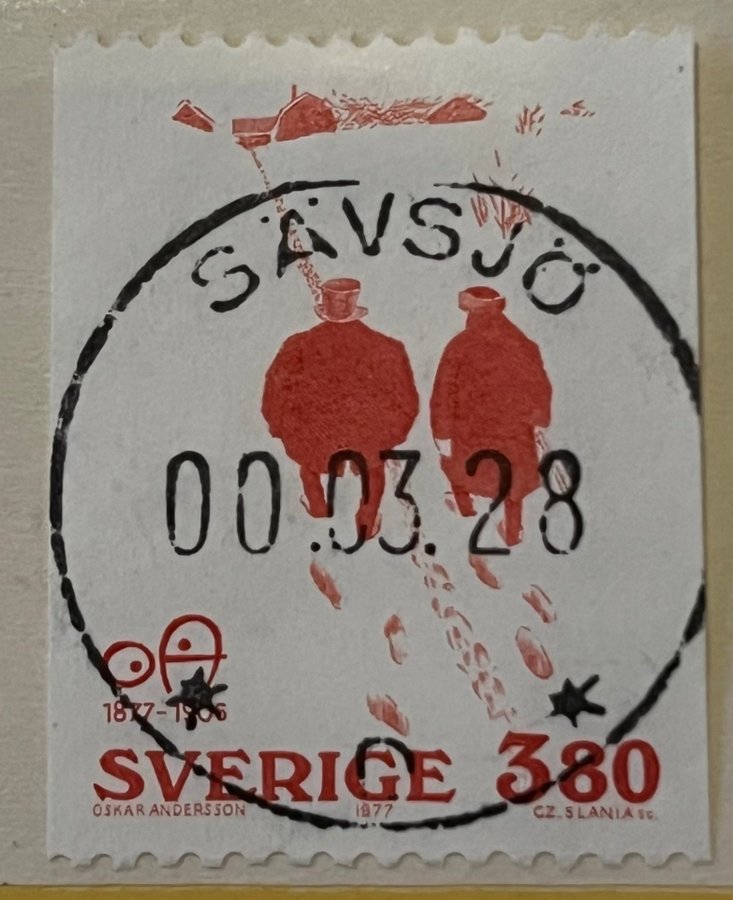 SÄVSJÖ
00.03.28
OA
1877-1906
SVERIGE 380
OSKAR ANDERSSON 1977 CZ. SLANIA sc.